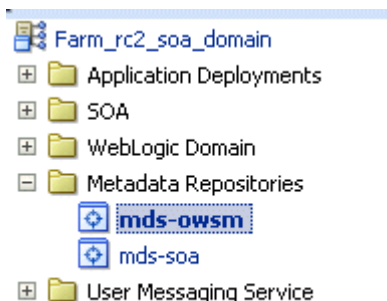 Farm_rc2_soa_domain
Application Deployments
SOA
WebLogic Domain
Metadata Repositories
mds-owsm
mds-soa
User Messaging Service